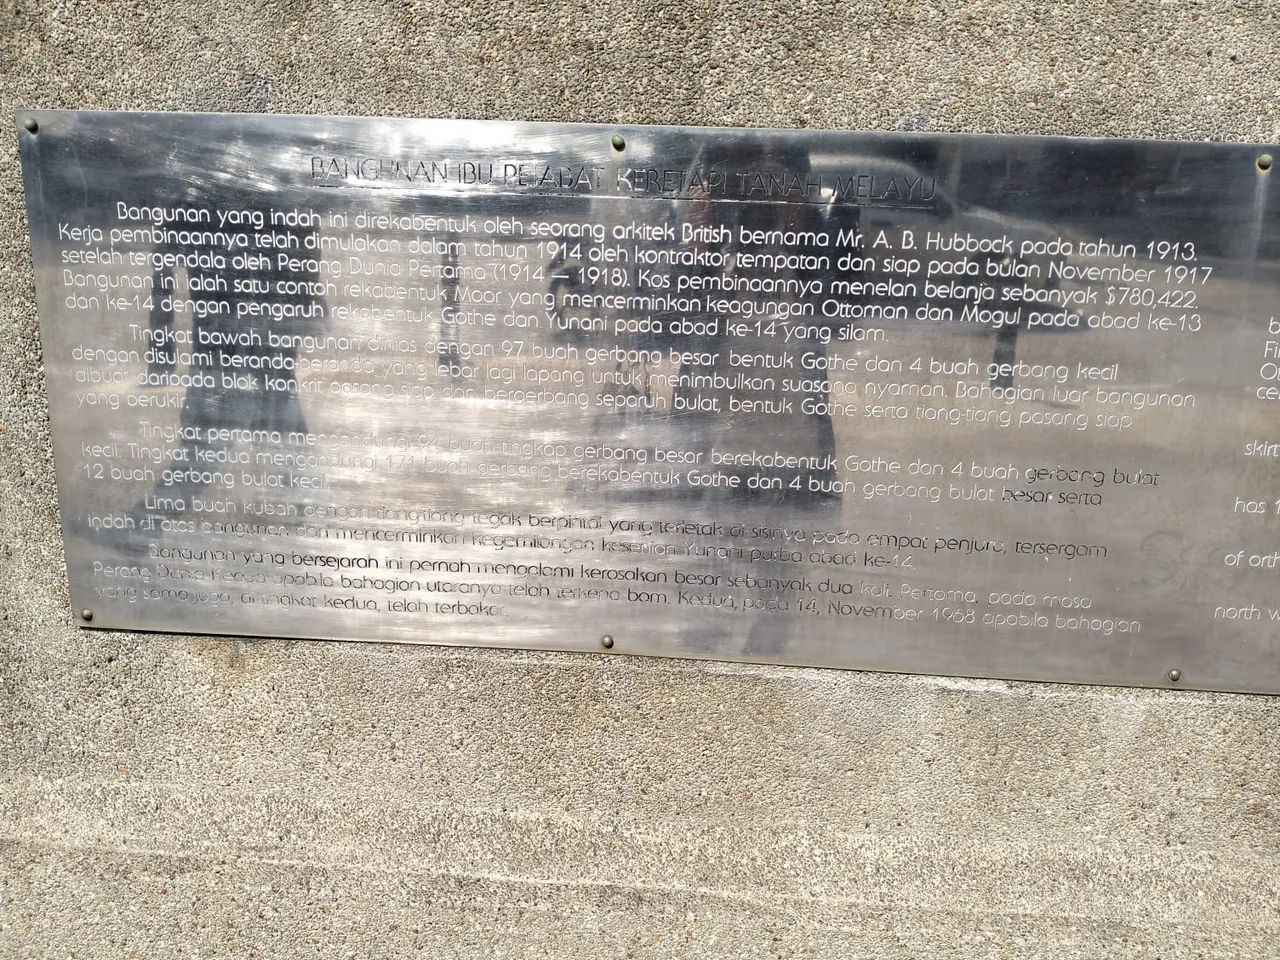 BANGUNAN IBU PEJABAT KERETAPI TANAH MELAYU
Bangunan yang indah ini direkabentuk oleh seorang arkitek British bernama Mr. A. B. Hubbock pada tahun 1913.
Kerja pembinaannya telah dimulakan dalam tahun 1914 oleh kontraktor tempatan dan siap pada bulan November 1917
setelah tergendala oleh Perang Dunia Pertama (1914 — 1918). Kos pembinaannya menelan belanja sebanyak $780,422.
Bangunan ini ialah satu contoh rekabentuk Moor yang mencerminkan keagungan Ottoman dan Mogul pada abad ke-13
dan ke-14 dengan pengaruh rekabentuk Gothe dan Yunani pada abad ke-14 yang silam.
Tingkat bawah bangunan dihias dengan 97 buah gerbang besar bentuk Gothe dan 4 buah gerbang kecil
dengan disulami beranda-beranda yang lebar lagi lapang untuk menimbulkan suasana nyaman. Bahagian luar bangunan
dibuat daripada blok konkrit pasang siap dan bergerbang separuh bulat, bentuk Gothe serta tiang-tiang pasang siap
yang berukir.
Tingkat pertama mengandungi 94 buah tingkap gerbang besar berekabentuk Gothe dan 4 buah gerbang bulat
kecil. Tingkat kedua mengandungi 171 buah gerbang berekabentuk Gothe dan 4 buah gerbang bulat besar serta
12 buah gerbang bulat kecil.
Lima buah kubah dengan tiang-tiang tegak berpintal yang terletak di sisinya pada empat penjuru, tersergam
indah di atas bangunan dan mencerminkan kegemilangan kesenian Yunani purba abad ke-14.
Bangunan yang bersejarah ini pernah mengalami kerosakan besar sebanyak dua kali. Pertama, pada masa
Perang Dunia Kedua apabila bahagian utaranya telah terkena bom. Kedua, pada 14, November 1968 apabila bahagian
yang sama juga, di tingkat kedua, telah terbakar.
skirt
has
of orth
north w